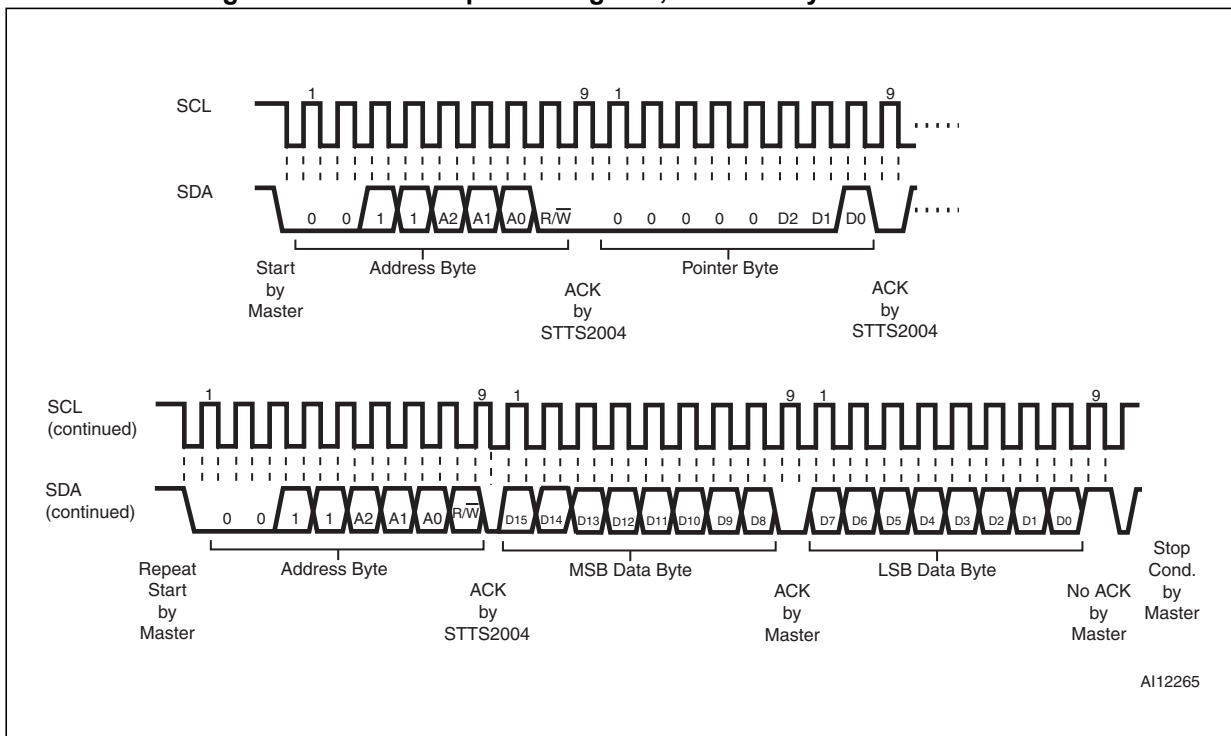 SCL
1
9
1
9
SDA
0 0 1 1 A2 A1 A0 R/W 0 0 0 0 0 D2 D1 D0
Start
by
Master
Address Byte
ACK
by
STTS2004
Pointer Byte
ACK
by
STTS2004
SCL
(continued)
1
9
1
9
1
9
SDA
(continued)
0 0 1 1 A2 A1 A0 R/W D15 D14 D13 D12 D11 D10 D9 D8 D7 D6 D5 D4 D3 D2 D1 D0
Repeat
Start
by
Master
Address Byte
ACK
by
STTS2004
MSB Data Byte
ACK
by
Master
LSB Data Byte
No ACK
by
Master
Stop
Cond.
by
Master
AI12265